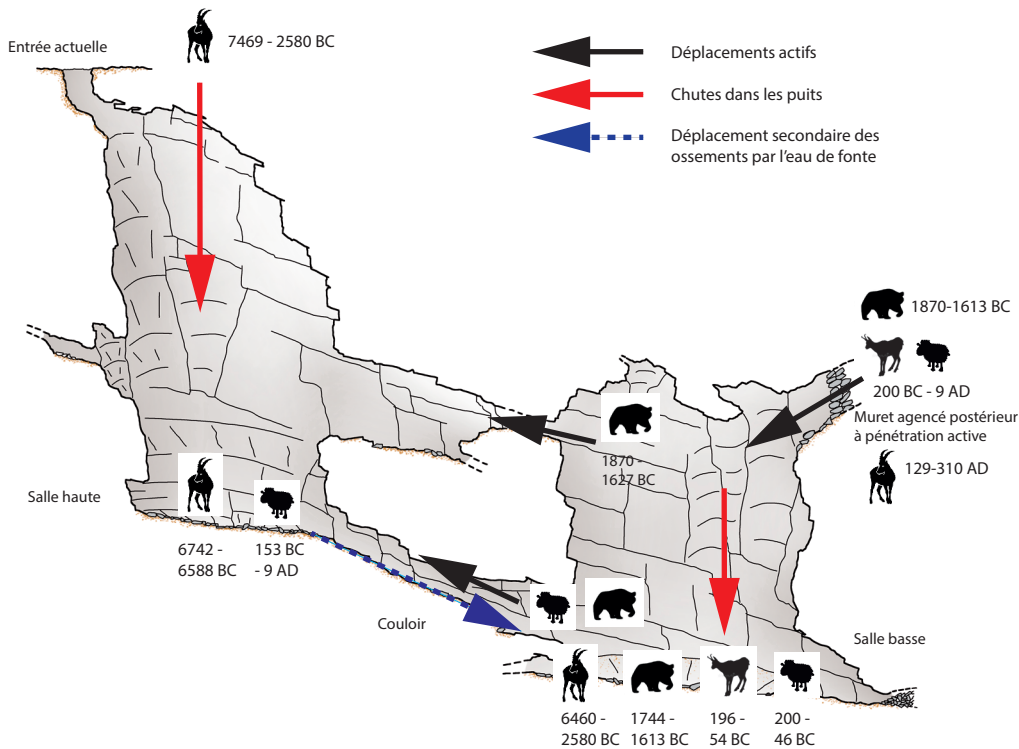 7469 - 2580 BC
Entrée actuelle
Déplacements actifs
Chutes dans les puits
Déplacement secondaire des
ossements par l'eau de fonte
1870-1613 BC
200 BC - 9 AD
Muret agencé postérieur
à pénétration active
129-310 AD
1870 -
1627 BC
Salle haute
6742 -
6588 BC
153 BC
- 9 AD
Couloir
Salle basse
6460 -
2580 BC
1744 -
1613 BC
196 -
54 BC
200 -
46 BC